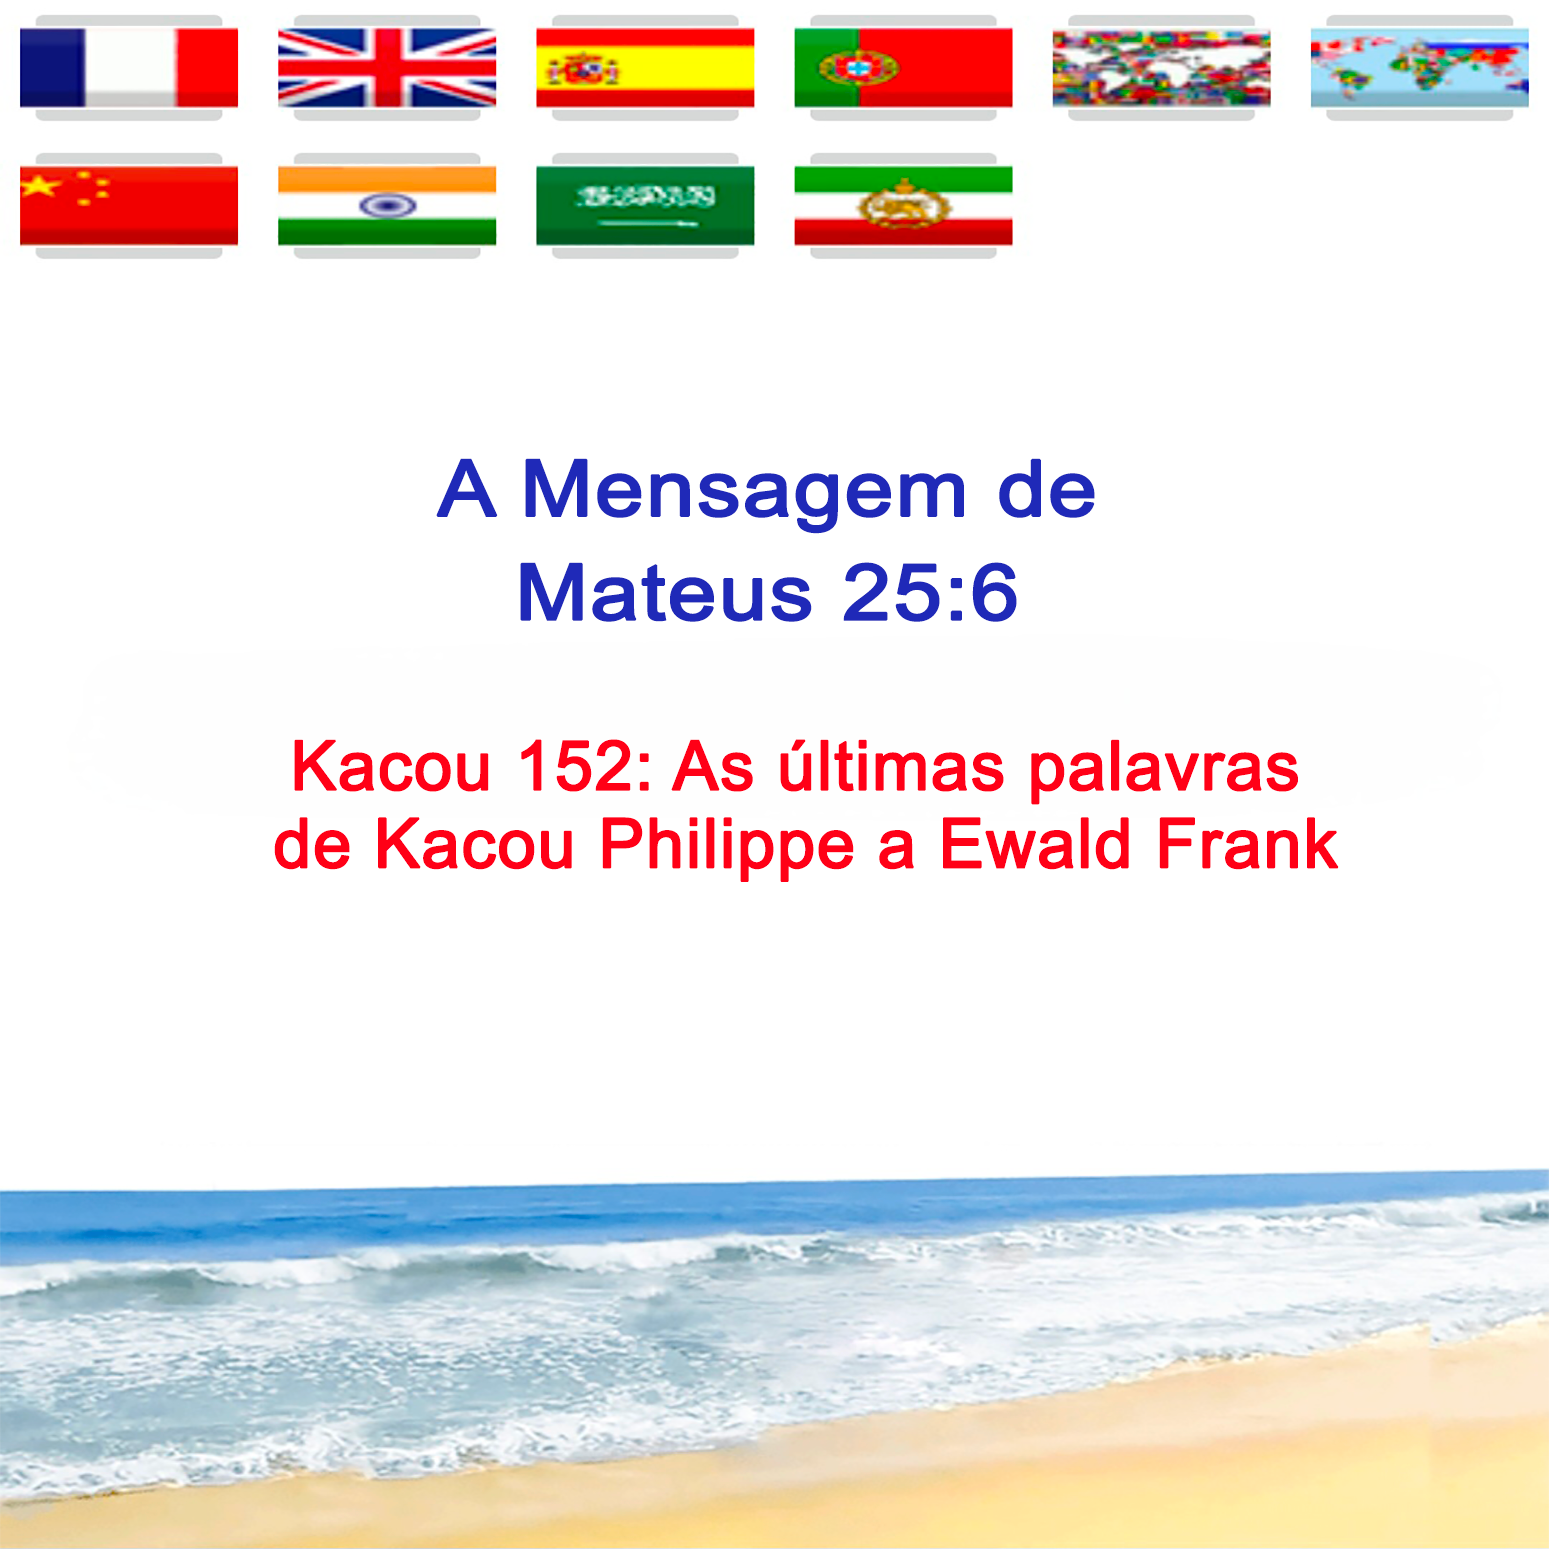 A Mensagem de
Mateus 25:6
Kacou 152: As últimas palavras
de Kacou Philippe a Ewald Frank